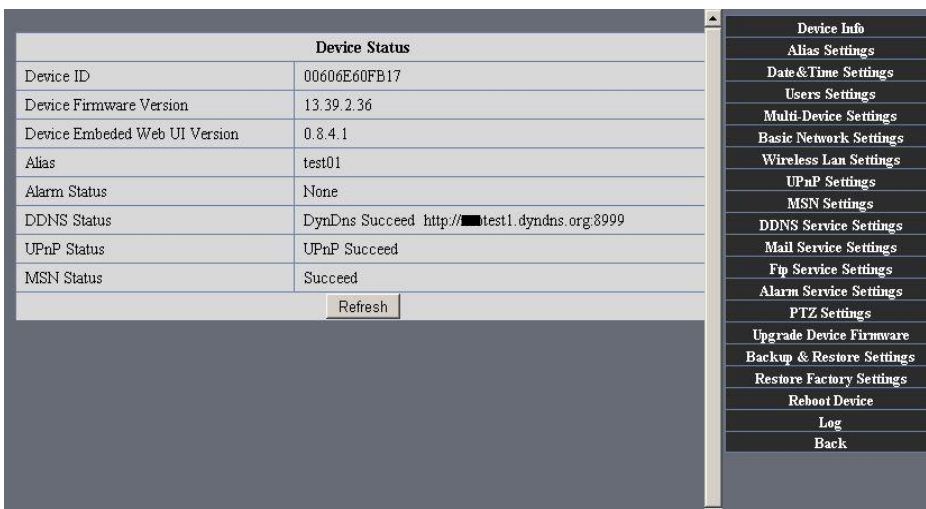 Device Status
Device ID 00606E60FB17
Device Firmware Version 13.39.2.36
Device Embeded Web UI Version 0.8.4.1
Alias test01
Alarm Status None
DDNS Status DynDns Succeed http:// test1.dyndns.org:8999
UPnP Status UPnP Succeed
MSN Status Succeed
Refresh
Device Info
Alias Settings
Date&Time Settings
Users Settings
Multi-Device Settings
Basic Network Settings
Wireless Lan Settings
UPnP Settings
MSN Settings
DDNS Service Settings
Mail Service Settings
Ftp Service Settings
Alarm Service Settings
PTZ Settings
Upgrade Device Firmware
Backup & Restore Settings
Restore Factory Settings
Reboot Device
Log
Back